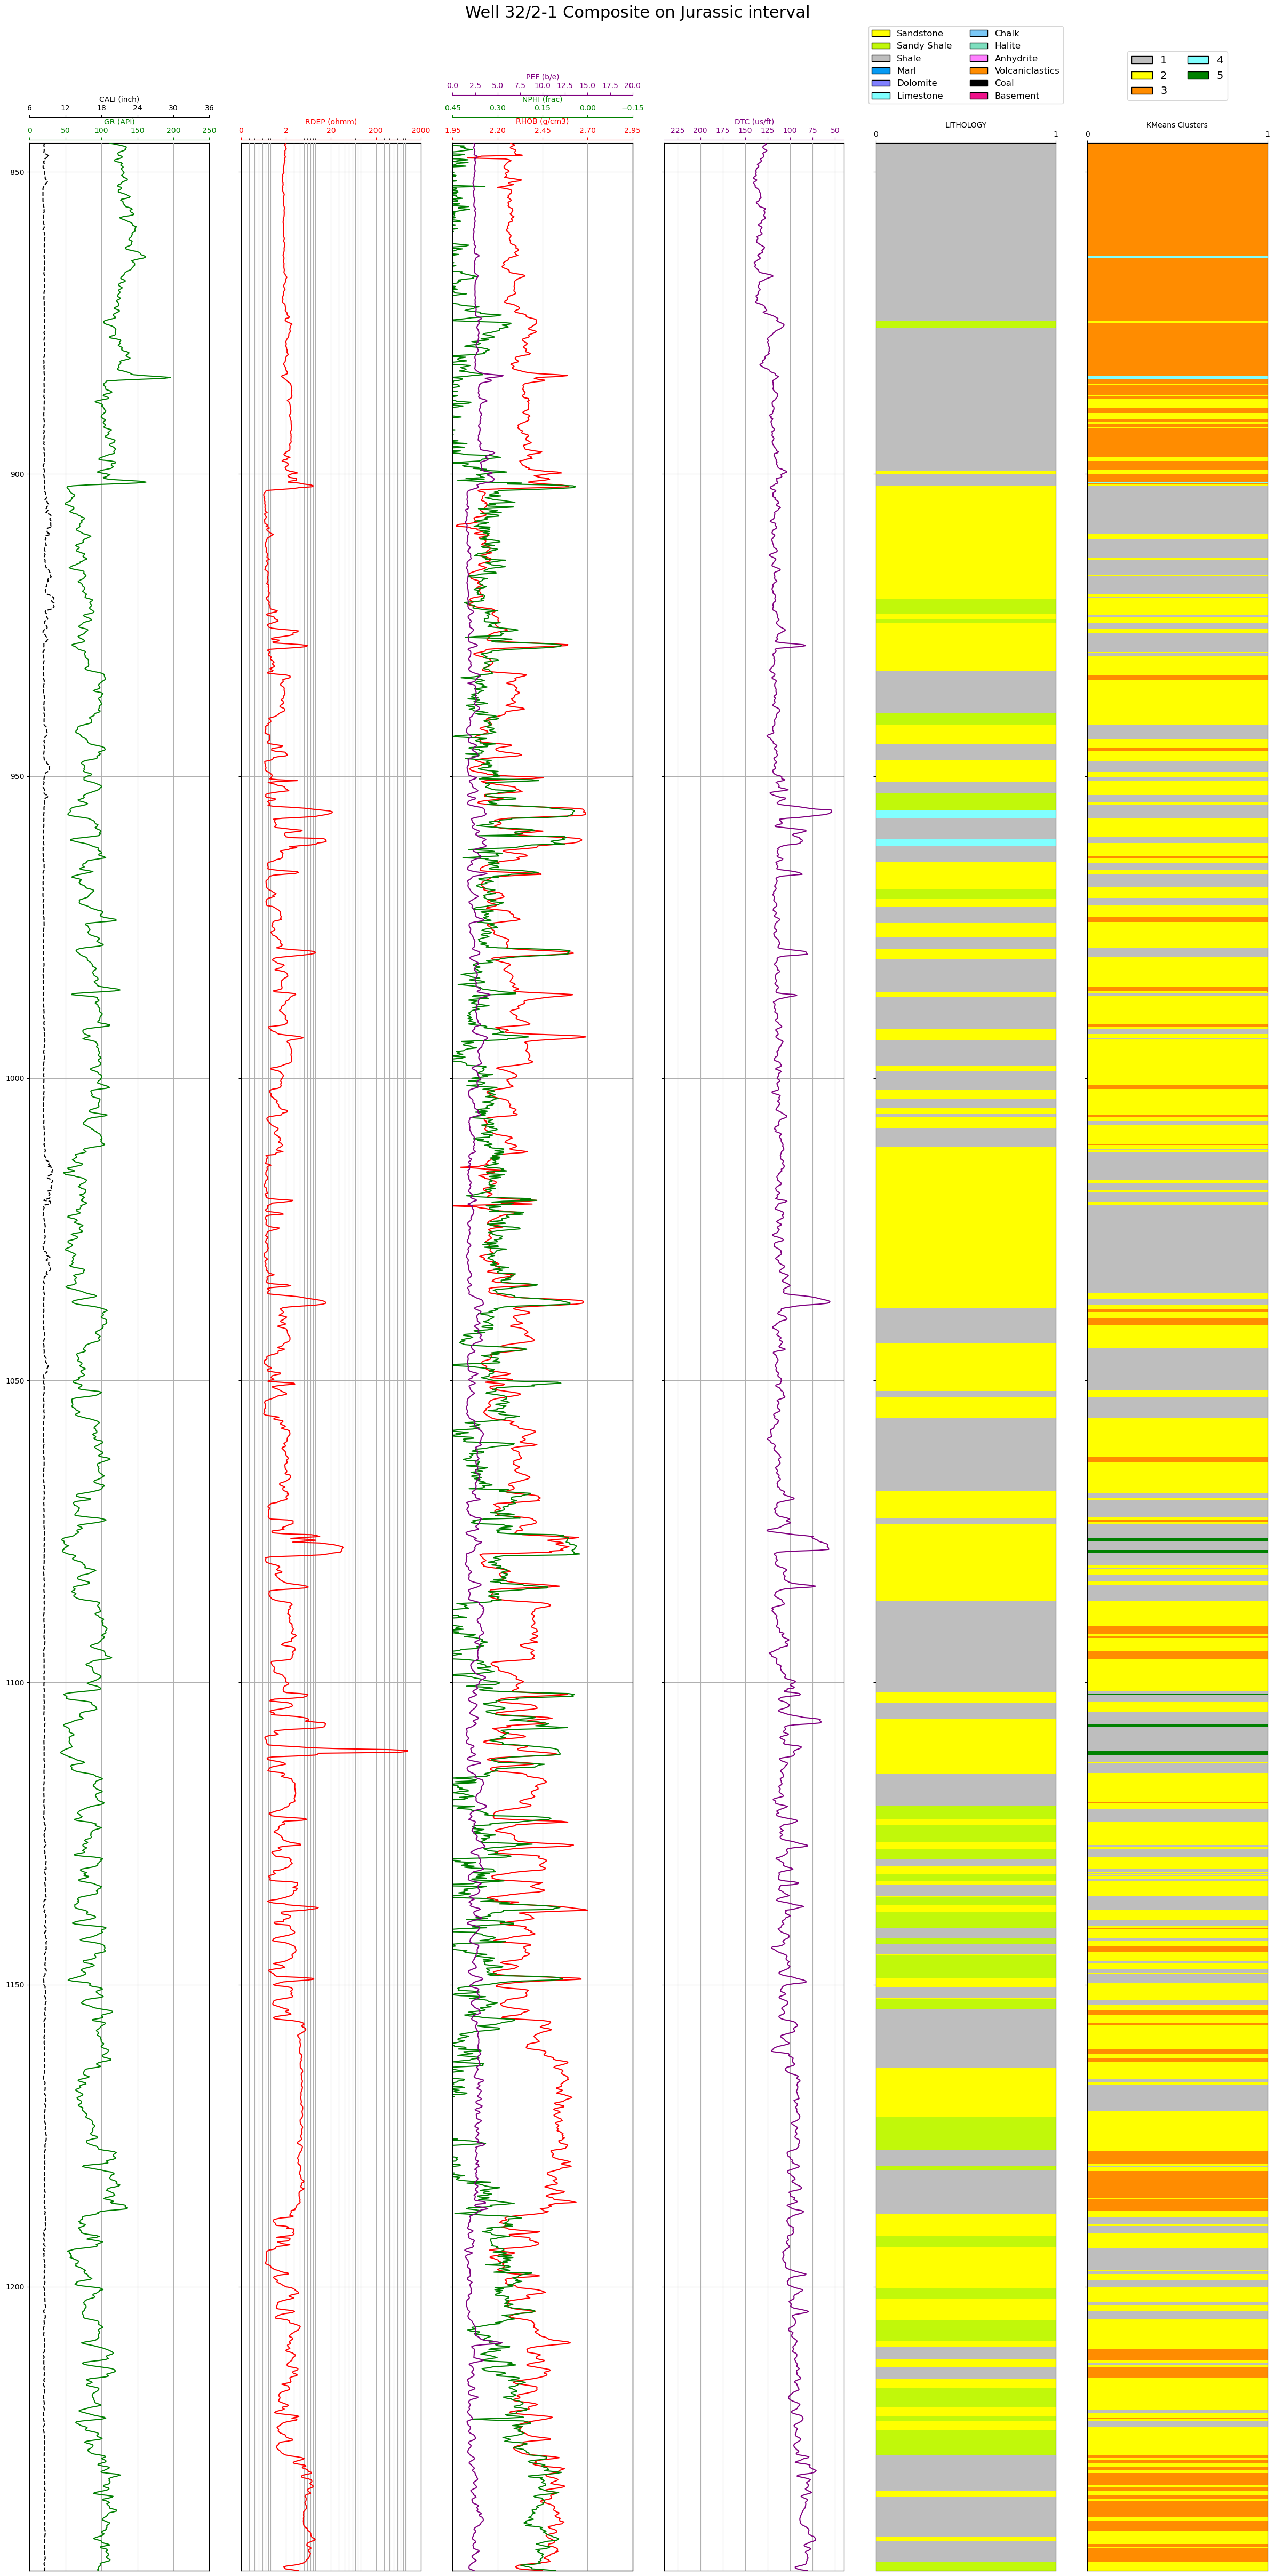 Well 32/2-1 Composite on Jurassic interval
Sandstone
Sandy Shale
Shale
Marl
Dolomite
Limestone
Chalk
Halite
Anhydrite
Volcaniclastics
Coal
Basement
1
2
3
4
5
PEF (b/e)
0.0 2.5 5.0 7.5 10.0 12.5 15.0 17.5 20.0
CALI (inch)
6 12 18 24 30 36
NPHI (frac)
0.45 0.30 0.15 0.00 −0.15
GR (API)
0 50 100 150 200 250
RDEP (ohmm)
0 2 20 200 2000
RHOB (g/cm3)
1.95 2.20 2.45 2.70 2.95
DTC (us/ft)
225 200 175 150 125 100 75 50
LITHOLOGY
0 1
KMeans Clusters
0 1
850
900
950
1000
1050
1100
1150
1200